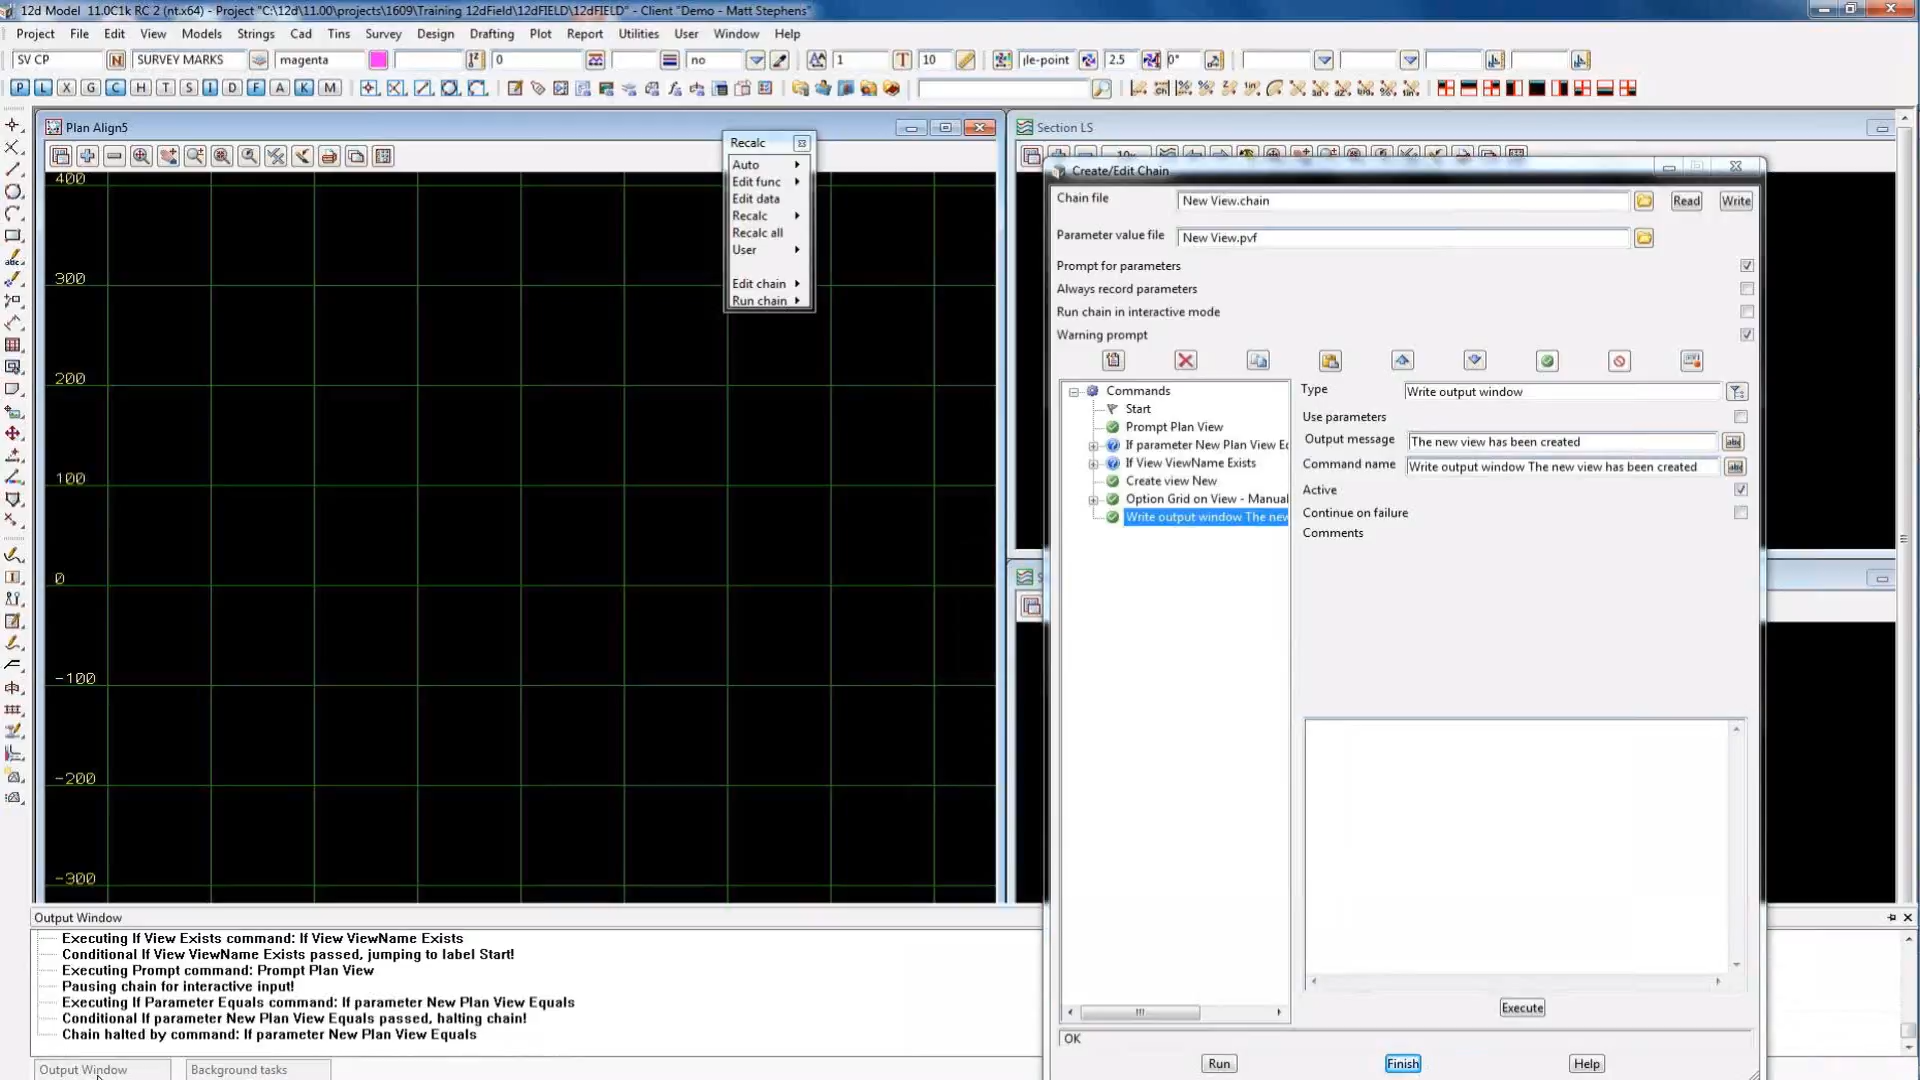 12d Model 11.0C1k RC 2 (nt.x64) - Project "C:\12d\11.00\projects\1609\Training 12dField\12dFIELD\12dFIELD" - Client "Demo - Matt Stephens"
Project File Edit View Models Strings Cad Tins Survey Design Drafting Plot Report Utilities User Window Help
SV CP N SURVEY MARKS magenta 0 no 1 T 10 ple-point 2.5 0°
P L X G C H T S I D F A K M
Plan Align5
Section LS
Recalc
Auto
Edit func
Edit data
Recalc
Recalc all
User
Edit chain
Run chain
400
300
200
100
0
-100
-200
-300
Create/Edit Chain
Chain file New View.chain Read Write
Parameter value file New View.pvf
Prompt for parameters
Always record parameters
Run chain in interactive mode
Warning prompt
Commands
Start
Prompt Plan View
If parameter New Plan View Ec
If View ViewName Exists
Create view New
Option Grid on View - Manual
Write output window The new
Type Write output window
Use parameters
Output message The new view has been created
Command name Write output window The new view has been created
Active
Continue on failure
Comments
Execute
OK
Run Finish Help
Output Window
Executing If View Exists command: If View ViewName Exists
Conditional If View ViewName Exists passed, jumping to label Start!
Executing Prompt command: Prompt Plan View
Pausing chain for interactive input!
Executing If Parameter Equals command: If parameter New Plan View Equals
Conditional If parameter New Plan View Equals passed, halting chain!
Chain halted by command: If parameter New Plan View Equals
Output Window Background tasks